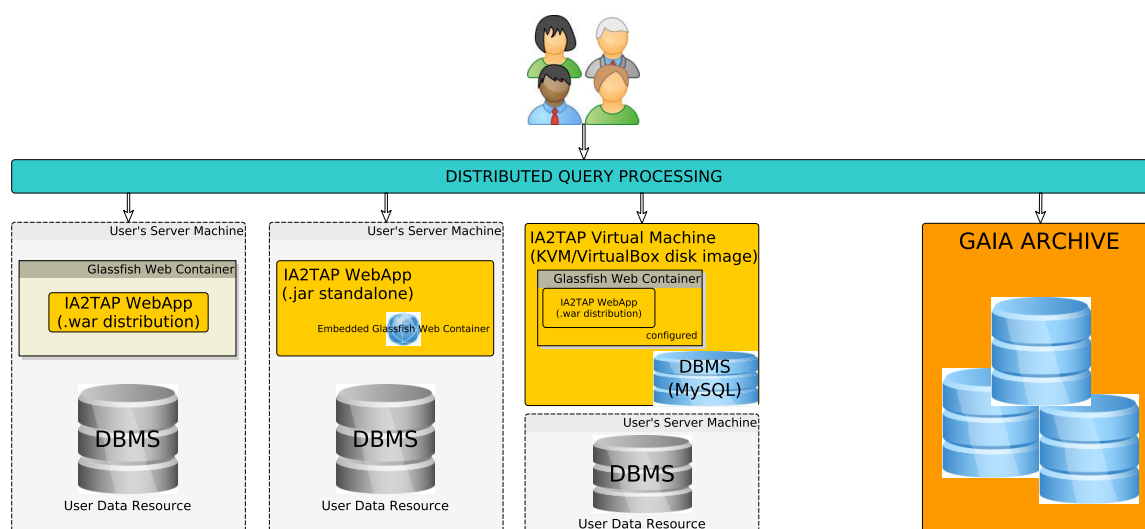 DISTRIBUTED QUERY PROCESSING
User's Server Machine
Glassfish Web Container
IA2TAP WebApp
(.war distribution)
DBMS
User Data Resource
User's Server Machine
IA2TAP WebApp
(.jar standalone)
Embedded Glassfish Web Container
DBMS
User Data Resource
IA2TAP Virtual Machine
(KVM/VirtualBox disk image)
Glassfish Web Container
IA2TAP WebApp
(.war distribution)
configured
DBMS
(MySQL)
User's Server Machine
DBMS
User Data Resource
GAIA ARCHIVE